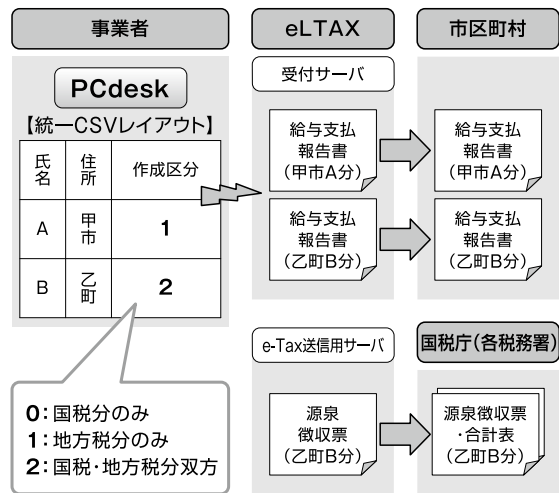 事業者
PCdesk
【統一CSVレイアウト】
氏名 住所 作成区分
A 甲市 1
B 乙町 2
0:国税分のみ
1:地方税分のみ
2:国税・地方税分双方
eLTAX
受付サーバ
給与支払
報告書
(甲市A分)
給与支払
報告書
(乙町B分)
e-Tax送信用サーバ
源泉
徴収票
(乙町B分)
市区町村
給与支払
報告書
(甲市A分)
給与支払
報告書
(乙町B分)
国税庁(各税務署)
源泉徴収票
・合計表
(乙町B分)